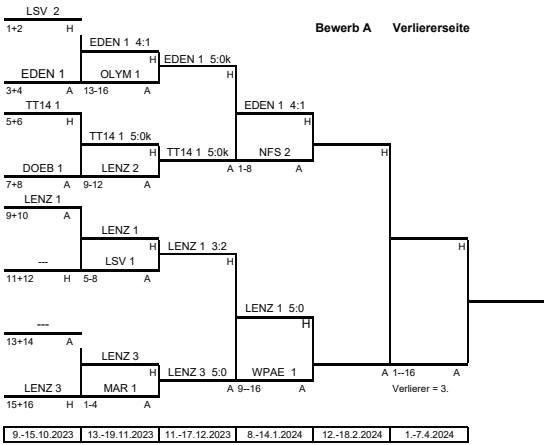 LSV 2
1+2 H
EDEN 1 4:1
Bewerb A Verliererseite
H EDEN 1 5:0k
EDEN 1 OLYM 1 H
3+4 A 13-16 A
TT14 1 EDEN 1 4:1
5+6 H H
TT14 1 5:0k
H TT14 1 5:0k NFS 2 H
DOEB 1 LENZ 2 A 1-8 A
7+8 A 9-12 A
LENZ 1
9+10 A
LENZ 1
H LENZ 1 3:2 H
--- LSV 1 H
11+12 H 5-8 A
LENZ 1 5:0
H
---
13+14 A
LENZ 3
H LENZ 3 5:0 WPAE 1 A 1--16 A
LENZ 3 MAR 1 A 9--16 A Verlierer = 3.
15+16 H 1-4 A
9.-15.10.2023 13.-19.11.2023 11.-17.12.2023 8.-14.1.2024 12.-18.2.2024 1.-7.4.2024